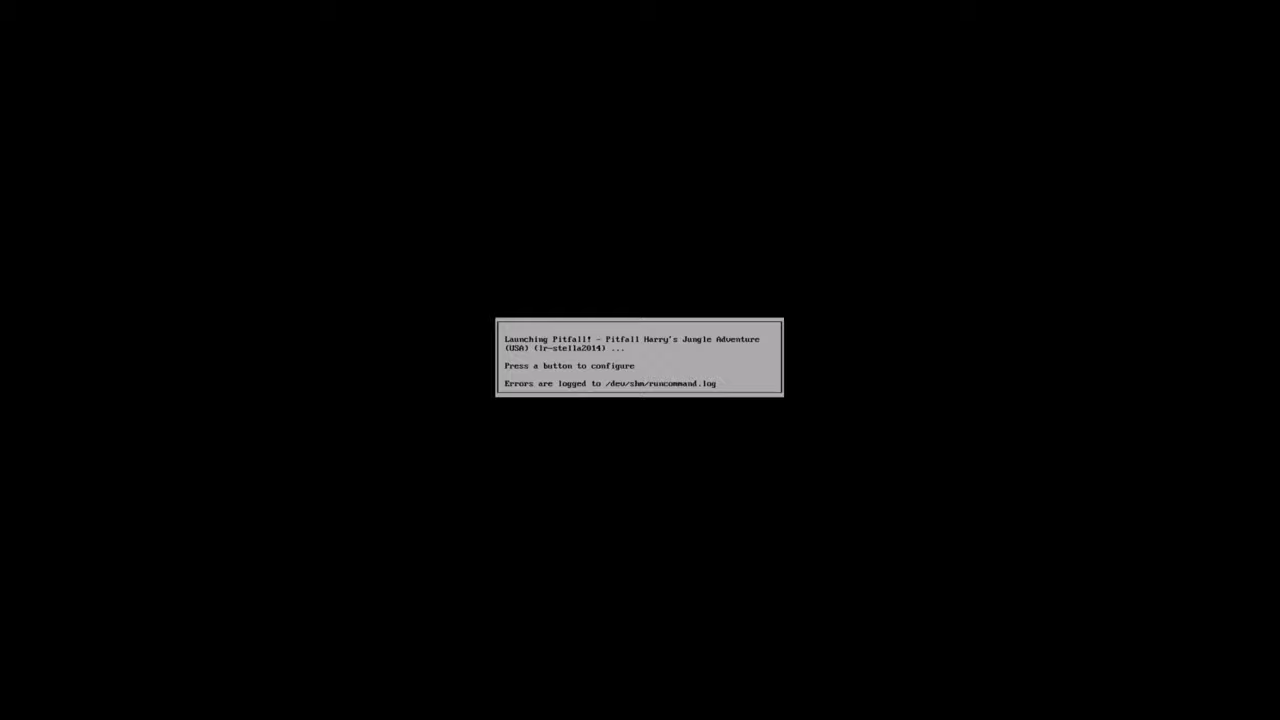 Launching Pitfall! - Pitfall Harry's Jungle Adventure
(USA) (lr-stella2014) ...
Press a button to configure
Errors are logged to /dev/shm/runcommand.log